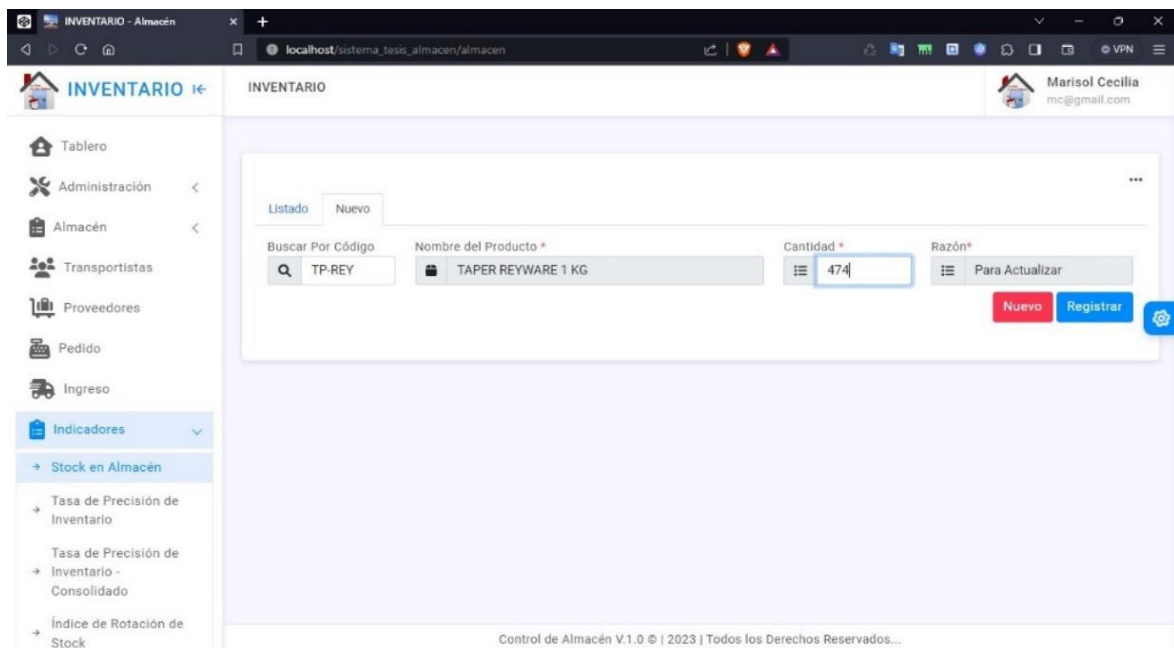 INVENTARIO - Almacén
localhost/sistema_tesis_almacen/almacen
VPN
INVENTARIO
INVENTARIO
Marisol Cecilia
mc@gmail.com
Tablero
Administración
Almacén
Transportistas
Proveedores
Pedido
Ingreso
Indicadores
Stock en Almacén
Tasa de Precisión de
Inventario
Tasa de Precisión de
Inventario -
Consolidado
Índice de Rotación de
Stock
...
Listado Nuevo
Buscar Por Código Nombre del Producto * Cantidad * Razón*
TP-REY TAPER REYWARE 1 KG 474 Para Actualizar
Nuevo Registrar
Control de Almacén V.1.0 © | 2023 | Todos los Derechos Reservados...